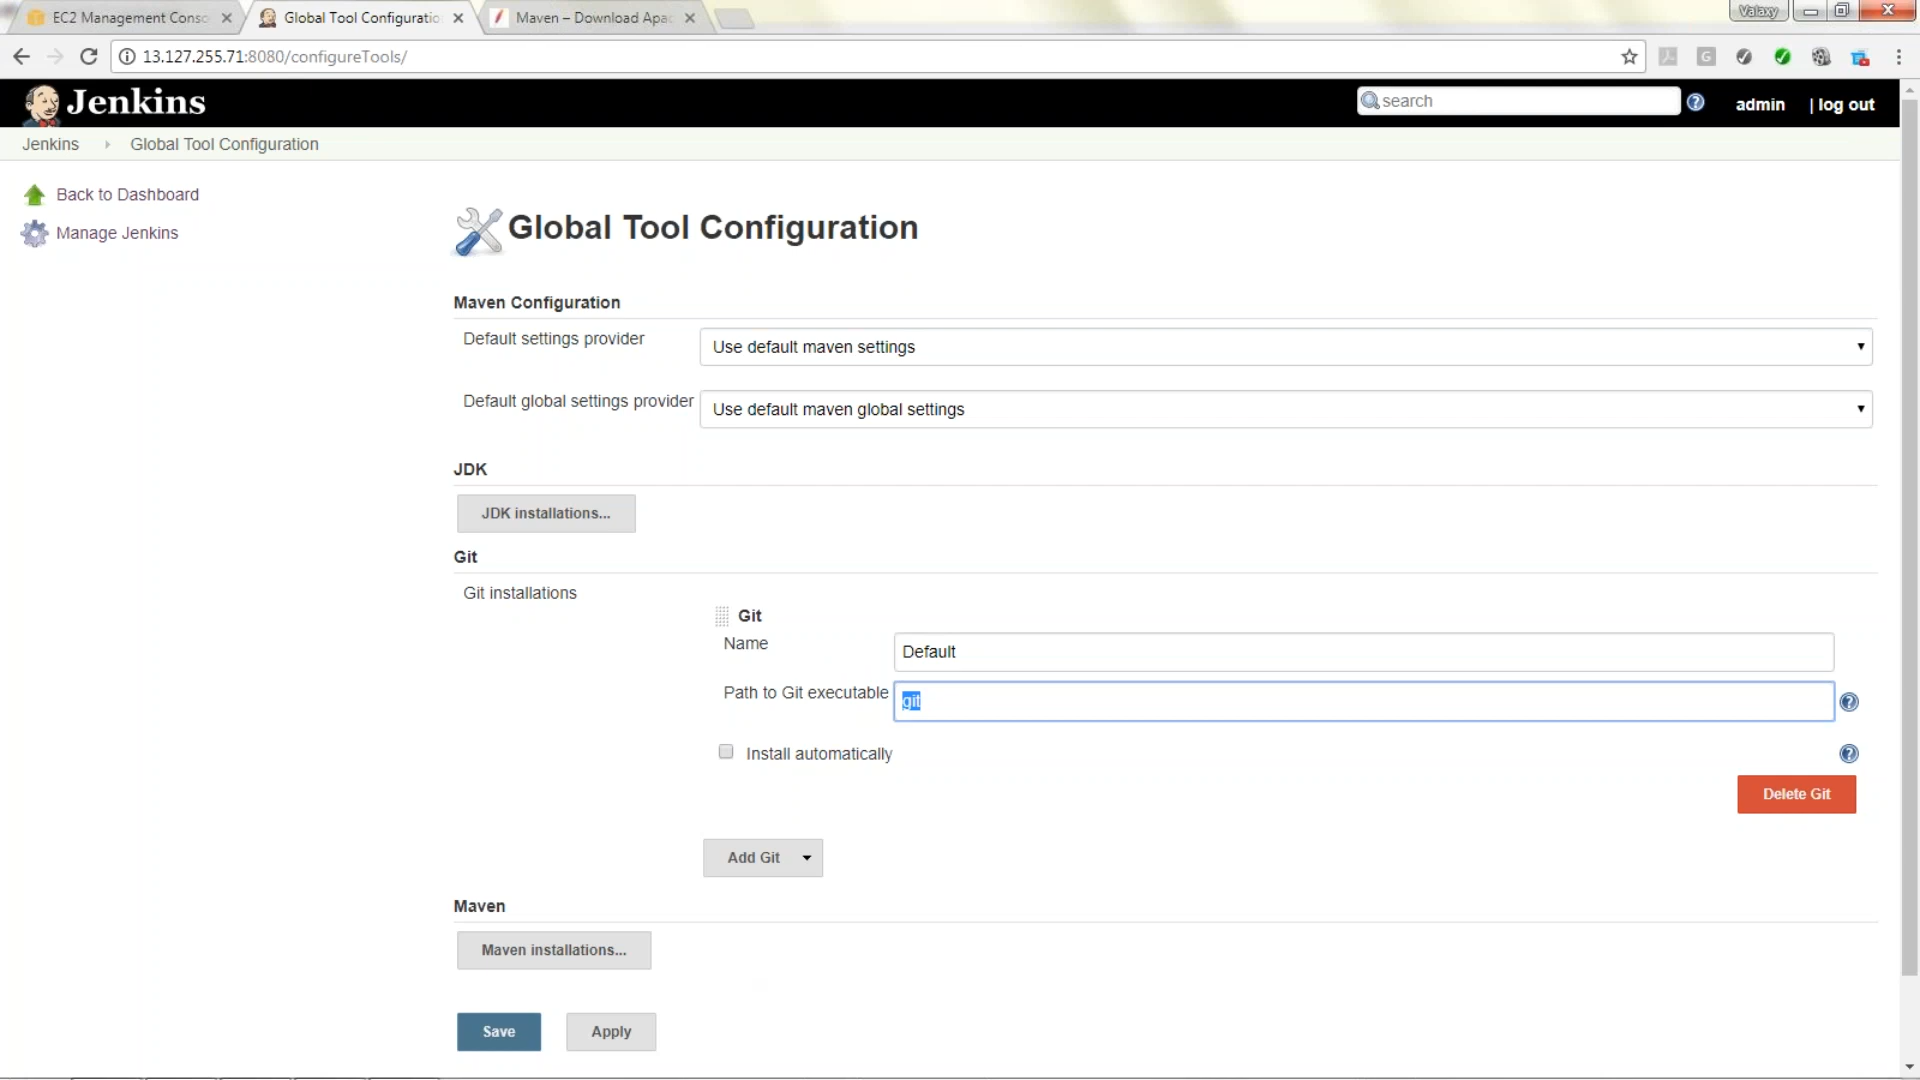 EC2 Management Conso
Global Tool Configuratio
Maven – Download Apac
Valaxy
13.127.255.71:8080/configureTools/
Jenkins
search
admin
| log out
Jenkins
Global Tool Configuration
Back to Dashboard
Manage Jenkins
Global Tool Configuration
Maven Configuration
Default settings provider
Use default maven settings
Default global settings provider
Use default maven global settings
JDK
JDK installations...
Git
Git installations
Git
Name
Default
Path to Git executable
git
Install automatically
Delete Git
Add Git
Maven
Maven installations...
Save
Apply